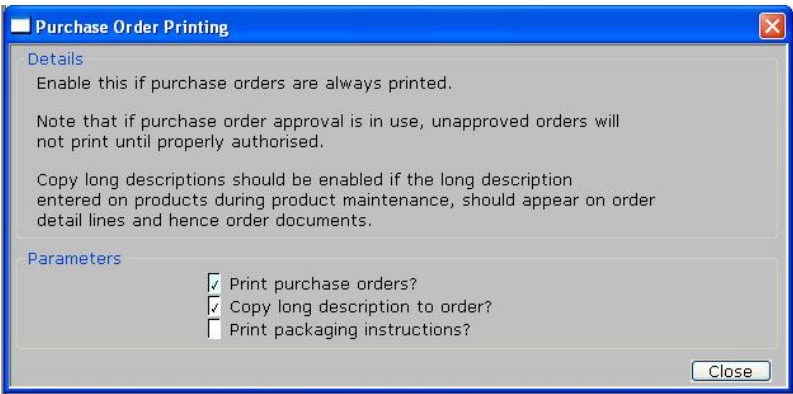 Purchase Order Printing
Details
Enable this if purchase orders are always printed.
Note that if purchase order approval is in use, unapproved orders will
not print until properly authorised.
Copy long descriptions should be enabled if the long description
entered on products during product maintenance, should appear on order
detail lines and hence order documents.
Parameters
Print purchase orders?
Copy long description to order?
Print packaging instructions?
Close